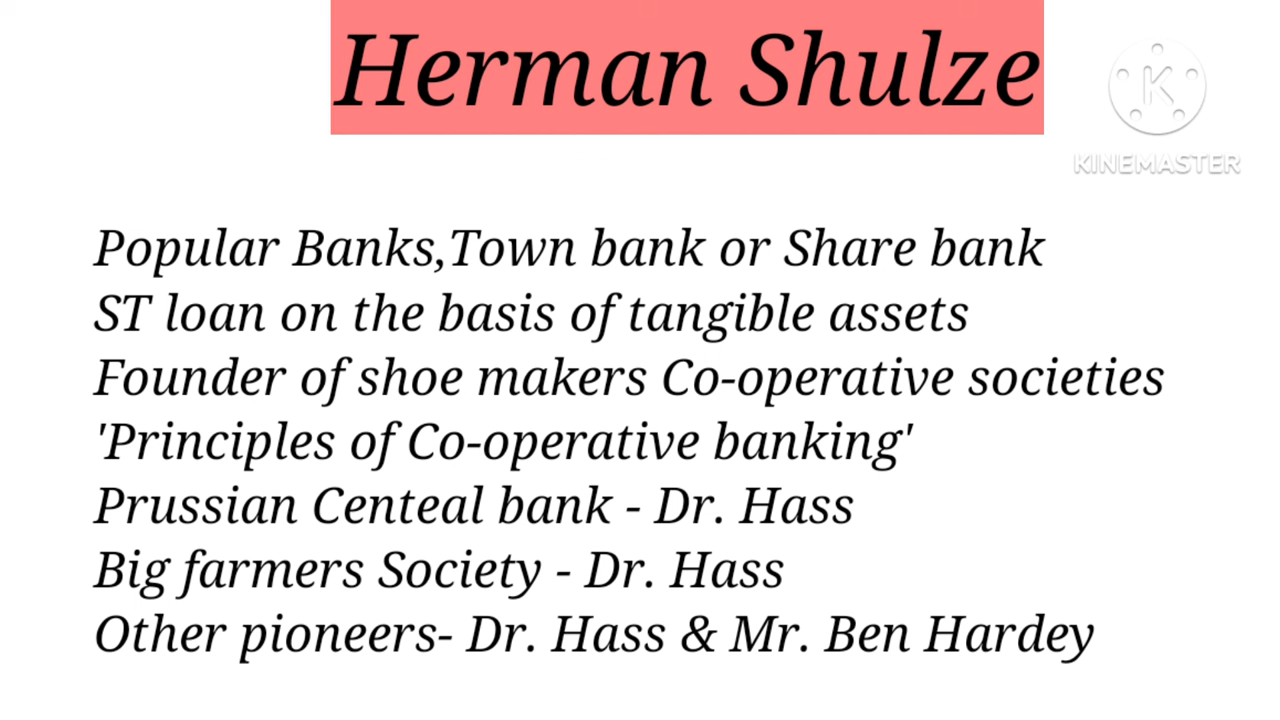 Herman Shulze
K
KINEMASTER
Popular Banks,Town bank or Share bank
ST loan on the basis of tangible assets
Founder of shoe makers Co-operative societies
'Principles of Co-operative banking'
Prussian Centeal bank - Dr. Hass
Big farmers Society - Dr. Hass
Other pioneers- Dr. Hass & Mr. Ben Hardey